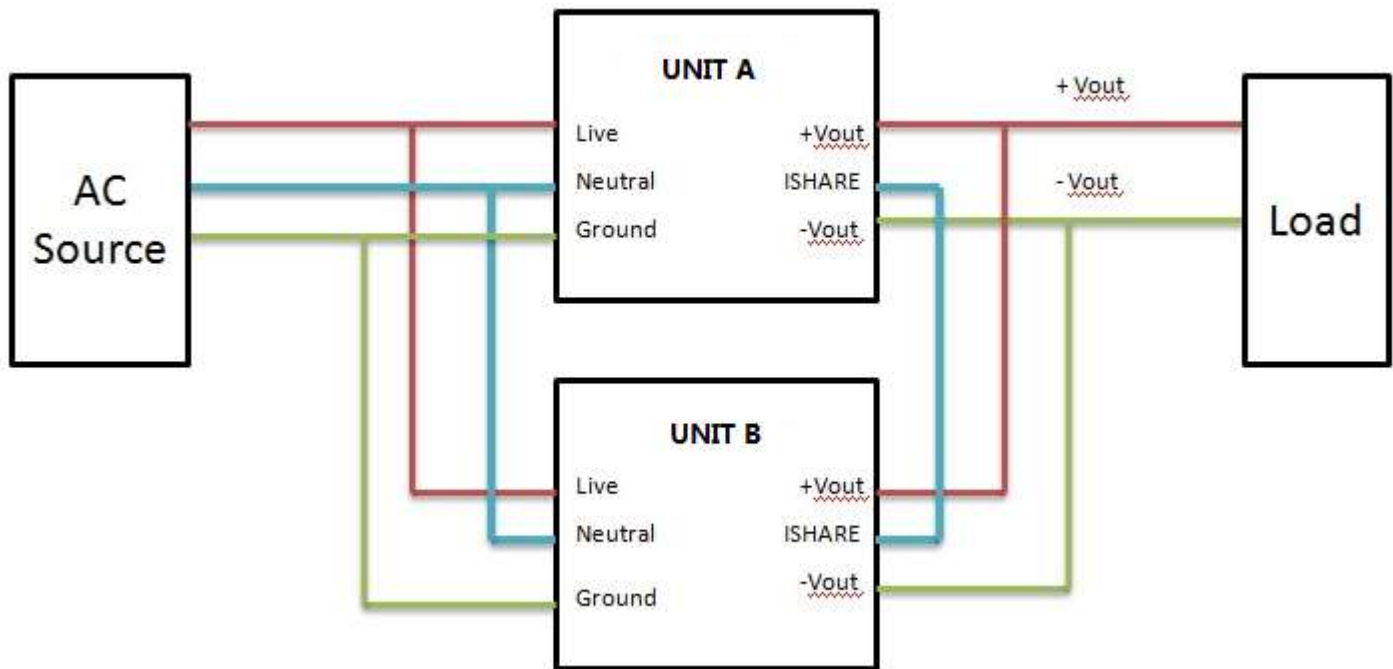 AC
Source
UNIT A
Live
Neutral
Ground
+Vout
ISHARE
-Vout
+ Vout
- Vout
Load
UNIT B
Live
Neutral
Ground
+Vout
ISHARE
-Vout